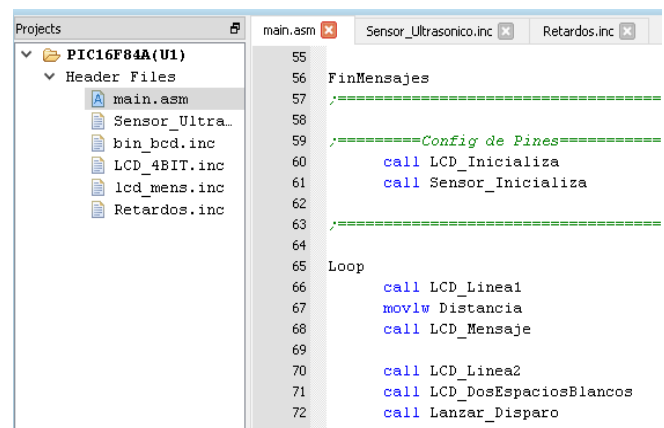 Projects
PIC16F84A(U1)
Header Files
main.asm
Sensor_Ultra…
bin_bcd.inc
LCD_4BIT.inc
lcd_mens.inc
Retardos.inc
main.asm Sensor_Ultrasonico.inc Retardos.inc
55
56 FinMensajes
57 ;===================================
58
59 ;=========Config de Pines===========
60 call LCD_Inicializa
61 call Sensor_Inicializa
62
63 ;===================================
64
65 Loop
66 call LCD_Linea1
67 movlw Distancia
68 call LCD_Mensaje
69
70 call LCD_Linea2
71 call LCD_DosEspaciosBlancos
72 call Lanzar_Disparo